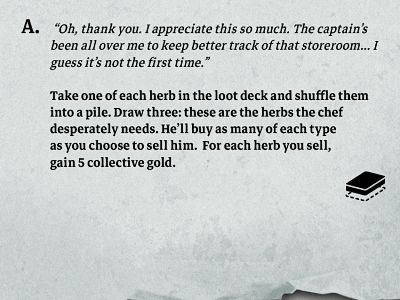 A. “Oh, thank you. I appreciate this so much. The captain’s
been all over me to keep better track of that storeroom... I
guess it’s not the first time.”
Take one of each herb in the loot deck and shuffle them
into a pile. Draw three: these are the herbs the chef
desperately needs. He’ll buy as many of each type
as you choose to sell him.  For each herb you sell,
gain 5 collective gold.